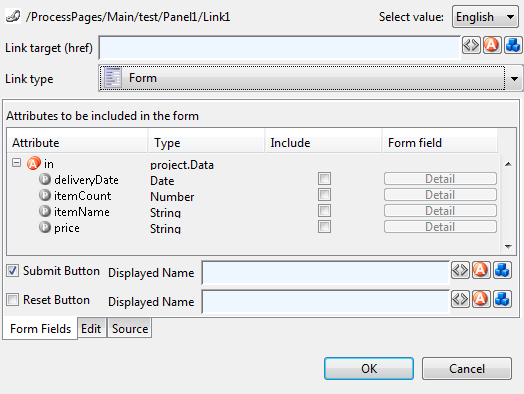 /ProcessPages/Main/test/Panel1/Link1 Select value: English
Link target (href)
Link type Form
Attributes to be included in the form
Attribute Type Include Form field
in project.Data
deliveryDate Date Detail
itemCount Number Detail
itemName String Detail
price String Detail
Submit Button Displayed Name
Reset Button Displayed Name
Form Fields Edit Source
OK Cancel